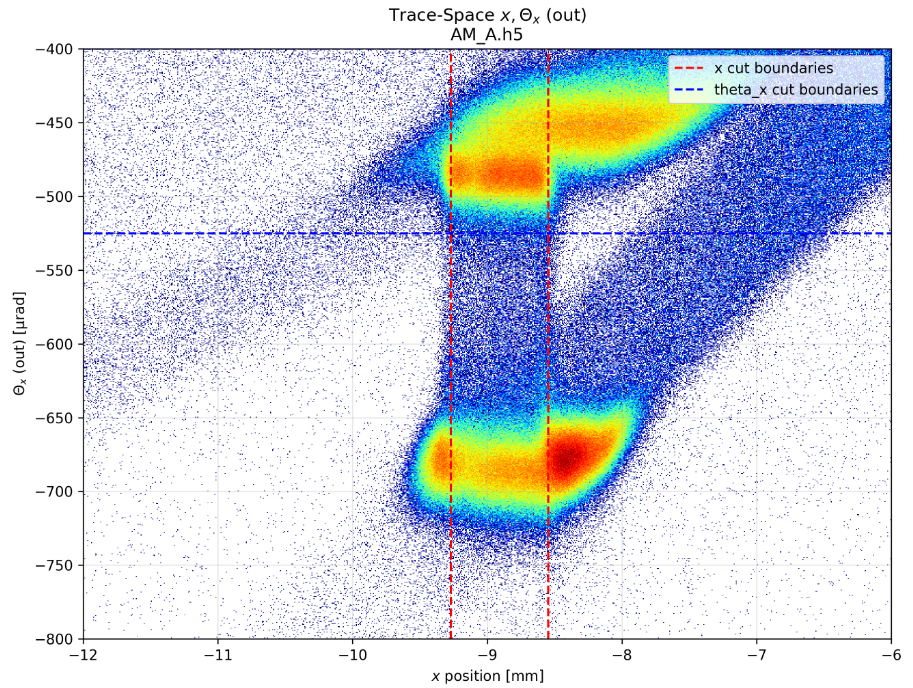 Trace-Space x, Θx (out)
AM_A.h5
x cut boundaries
theta_x cut boundaries
−400
−450
−500
−550
−600
−650
−700
−750
−800
Θx (out) [μrad]
−12
−11
−10
−9
−8
−7
−6
x position [mm]